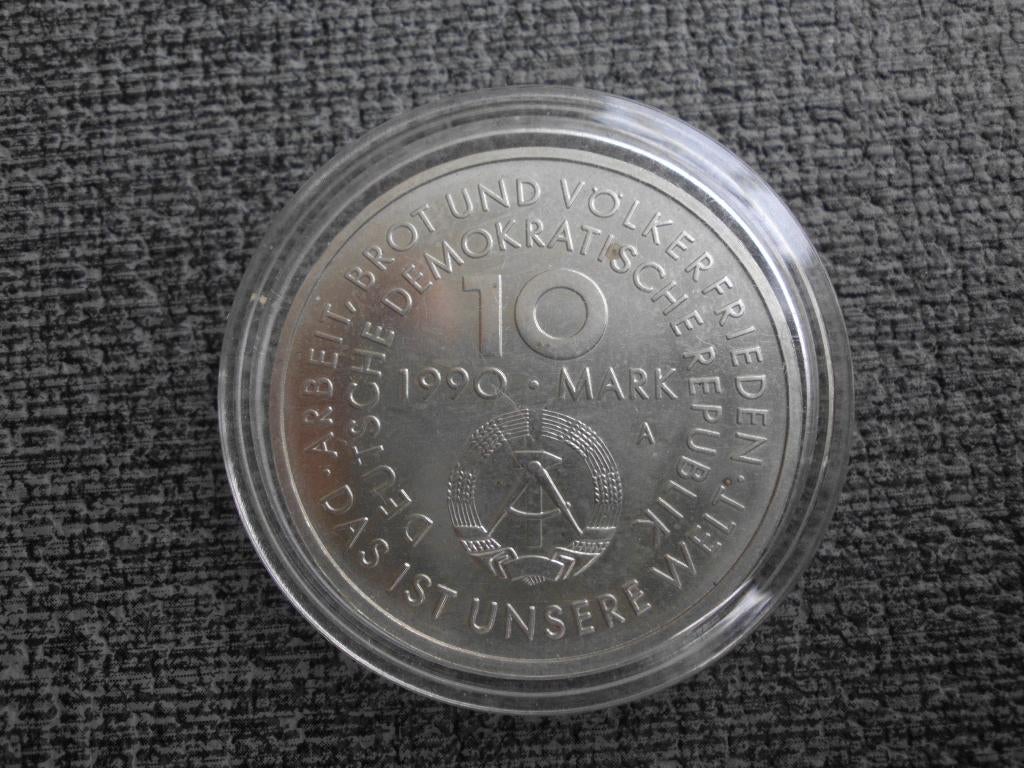 · ARBEIT, BROT UND VÖLKERFRIEDEN ·
DAS IST UNSERE WELT
DEUTSCHE DEMOKRATISCHE REPUBLIK
10
1990 · MARK
A